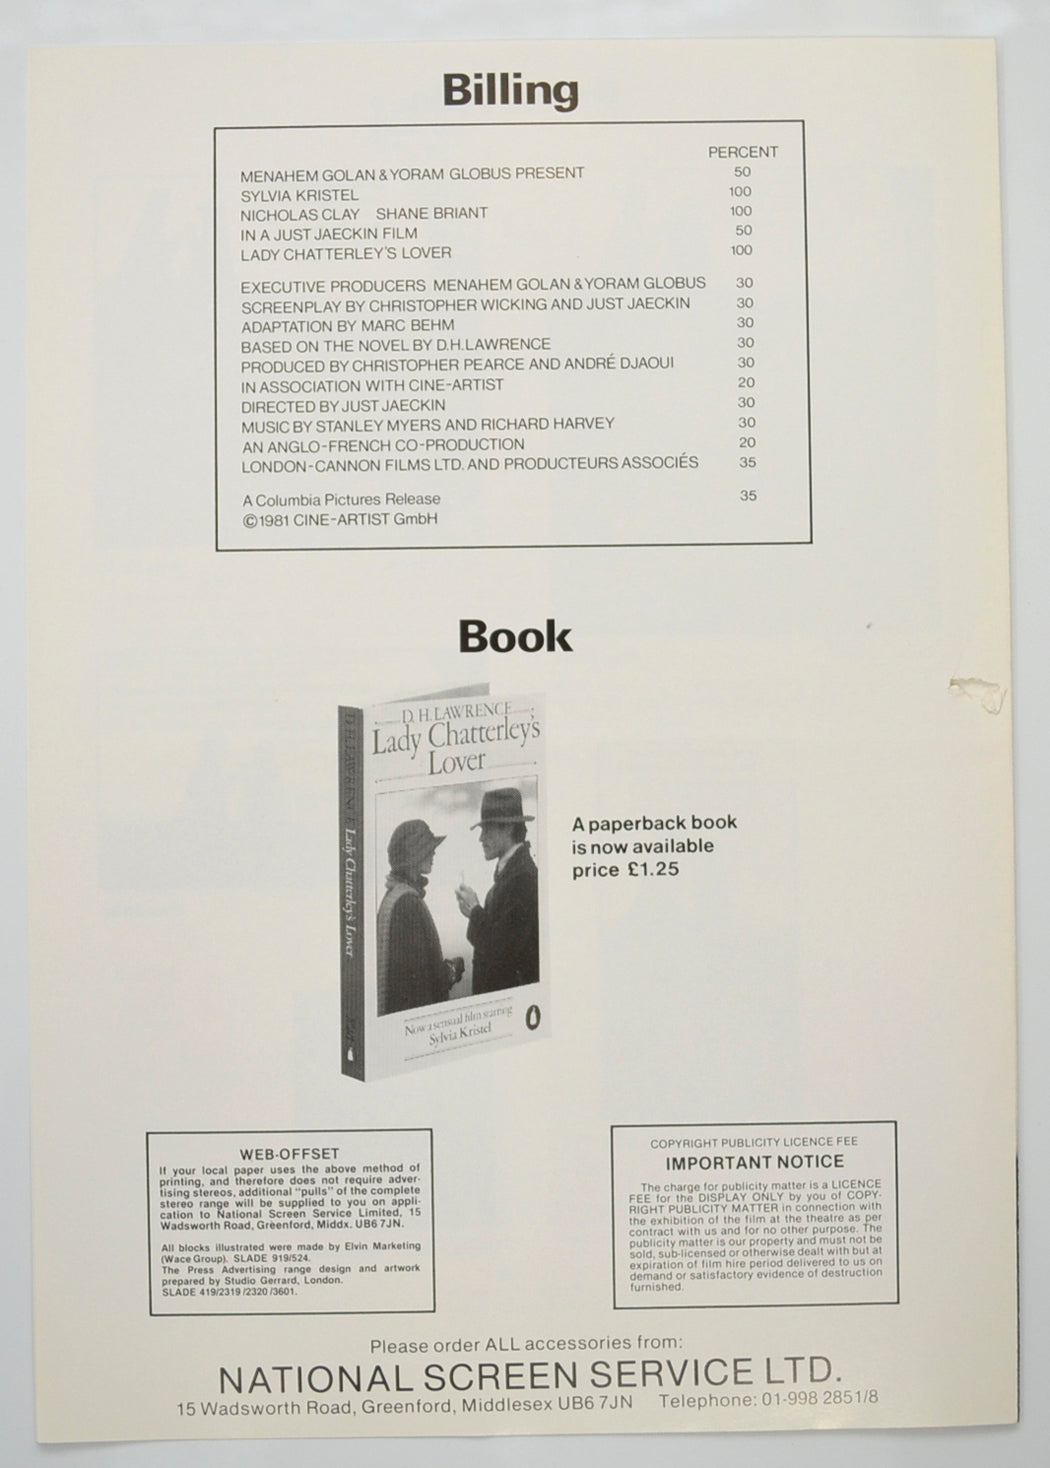 Billing
PERCENT
MENAHEM GOLAN & YORAM GLOBUS PRESENT 50
SYLVIA KRISTEL 100
NICHOLAS CLAY SHANE BRIANT 100
IN A JUST JAECKIN FILM 50
LADY CHATTERLEY'S LOVER 100
EXECUTIVE PRODUCERS MENAHEM GOLAN & YORAM GLOBUS 30
SCREENPLAY BY CHRISTOPHER WICKING AND JUST JAECKIN 30
ADAPTATION BY MARC BEHM 30
BASED ON THE NOVEL BY D.H.LAWRENCE 30
PRODUCED BY CHRISTOPHER PEARCE AND ANDRÉ DJAOUI 30
IN ASSOCIATION WITH CINE-ARTIST 20
DIRECTED BY JUST JAECKIN 30
MUSIC BY STANLEY MYERS AND RICHARD HARVEY 30
AN ANGLO-FRENCH CO-PRODUCTION 20
LONDON-CANNON FILMS LTD. AND PRODUCTEURS ASSOCIÉS 35
A Columbia Pictures Release 35
©1981 CINE-ARTIST GmbH
Book
D.H.LAWRENCE Lady Chatterley's Lover
D.H.LAWRENCE
Lady Chatterley's
Lover
Now a sensual film starring
Sylvia Kristel
A paperback book
is now available
price £1.25
WEB-OFFSET
If your local paper uses the above method of
printing, and therefore does not require adver-
tising stereos, additional "pulls" of the complete
stereo range will be supplied to you on appli-
cation to National Screen Service Limited, 15
Wadsworth Road, Greenford, Middx. UB6 7JN.
All blocks illustrated were made by Elvin Marketing
(Wace Group). SLADE 919/524.
The Press Advertising range design and artwork
prepared by Studio Gerrard, London.
SLADE 419/2319/2320/3601.
COPYRIGHT PUBLICITY LICENCE FEE
IMPORTANT NOTICE
The charge for publicity matter is a LICENCE
FEE for the DISPLAY ONLY by you of COPY-
RIGHT PUBLICITY MATTER in connection with
the exhibition of the film at the theatre as per
contract with us and for no other purpose. The
publicity matter is our property and must not be
sold, sub-licensed or otherwise dealt with but at
expiration of film hire period delivered to us on
demand or satisfactory evidence of destruction
furnished.
Please order ALL accessories from:
NATIONAL SCREEN SERVICE LTD.
15 Wadsworth Road, Greenford, Middlesex UB6 7JN Telephone: 01-998 2851/8